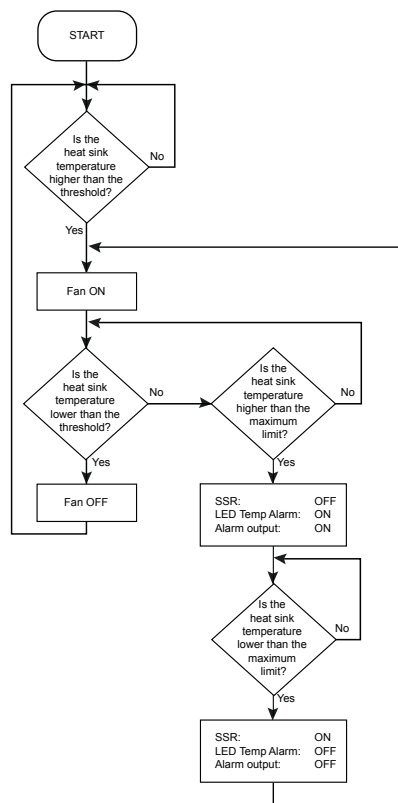 START
Is the
heat sink
temperature
higher than the
threshold?
No
Yes
Fan ON
Is the
heat sink
temperature
lower than the
threshold?
No
Yes
Is the
heat sink
temperature
higher than the
maximum
limit?
No
Yes
Fan OFF
SSR: OFF
LED Temp Alarm: ON
Alarm output: ON
Is the
heat sink
temperature
lower than the
maximum
limit?
No
Yes
SSR: ON
LED Temp Alarm: OFF
Alarm output: OFF